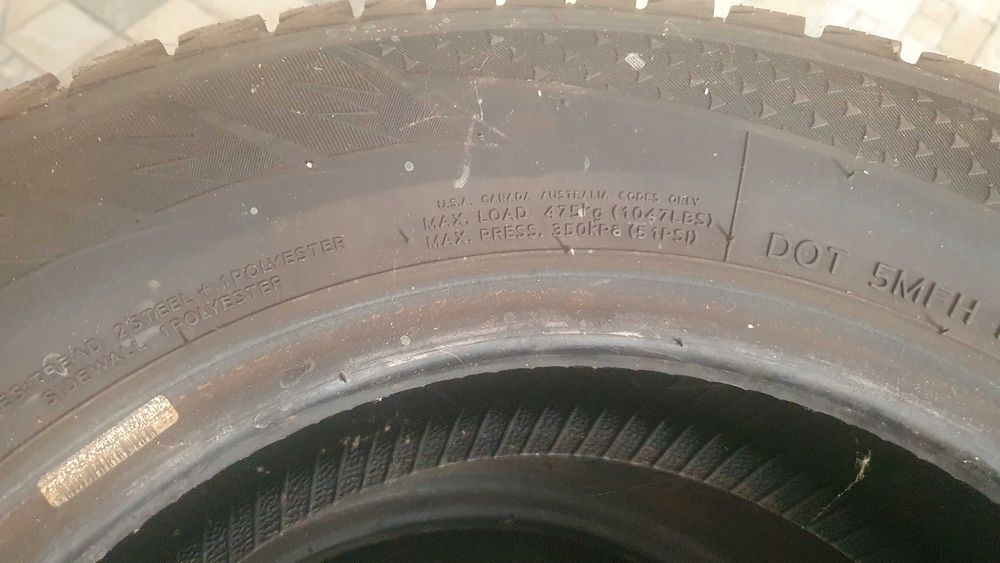 TREAD 2 STEEL + 1 POLYESTER
SIDEWALL 1 POLYESTER
U.S.A. CANADA AUSTRALIA CODES ONLY
MAX. LOAD. 475kg (1047LBS)
MAX. PRESS. 350kPa (51PSI)
DOT 5MFH